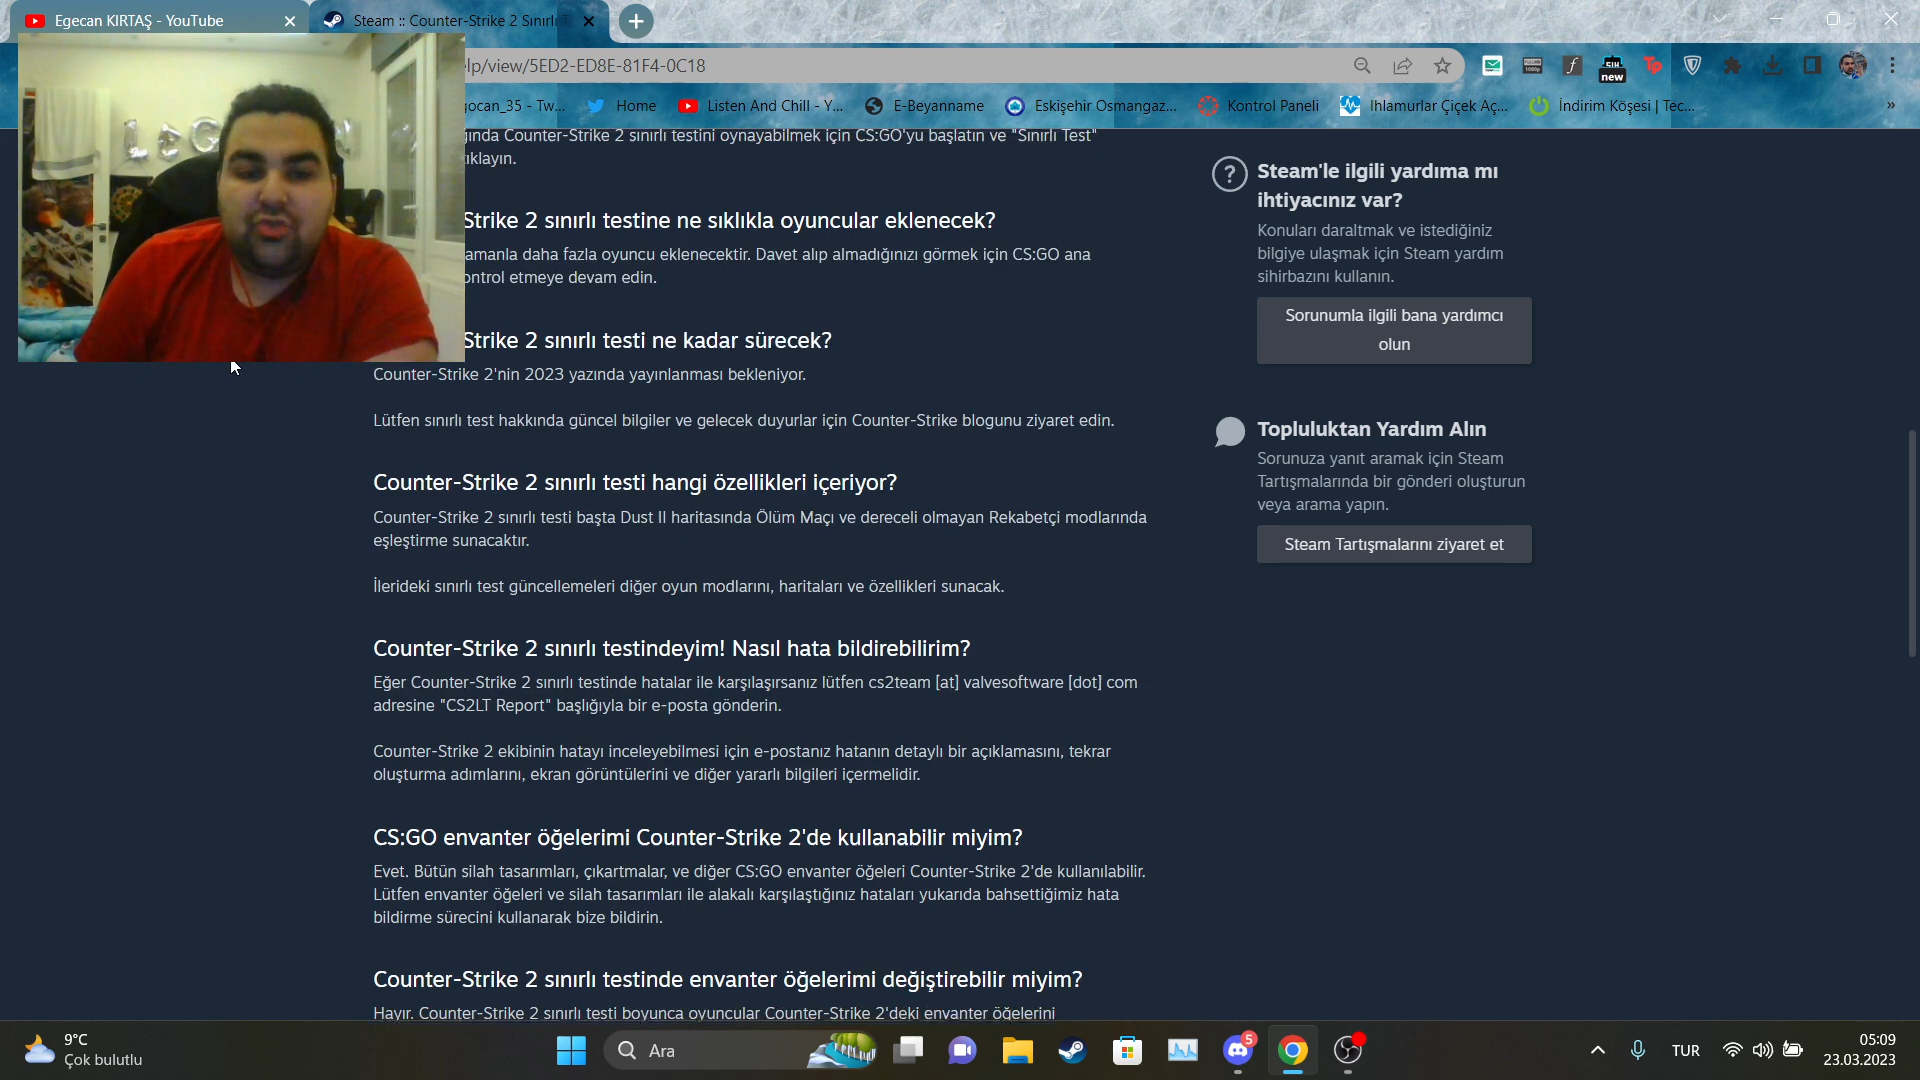 Egecan KIRTAŞ - YouTube
Steam :: Counter-Strike 2 Sınırlı T
lp/view/5ED2-ED8E-81F4-0C18
new
ocan_35 - Tw...
Home
Listen And Chill - Y...
E-Beyanname
Eskişehir Osmangaz...
Kontrol Paneli
Ihlamurlar Çiçek Aç...
İndirim Köşesi | Tec...
»
ğında Counter-Strike 2 sınırlı testini oynayabilmek için CS:GO'yu başlatın ve "Sınırlı Test"
ıklayın.
Strike 2 sınırlı testine ne sıklıkla oyuncular eklenecek?
amanla daha fazla oyuncu eklenecektir. Davet alıp almadığınızı görmek için CS:GO ana
ontrol etmeye devam edin.
Strike 2 sınırlı testi ne kadar sürecek?
Counter-Strike 2'nin 2023 yazında yayınlanması bekleniyor.
Lütfen sınırlı test hakkında güncel bilgiler ve gelecek duyurlar için Counter-Strike blogunu ziyaret edin.
Counter-Strike 2 sınırlı testi hangi özellikleri içeriyor?
Counter-Strike 2 sınırlı testi başta Dust II haritasında Ölüm Maçı ve dereceli olmayan Rekabetçi modlarında
eşleştirme sunacaktır.
İlerideki sınırlı test güncellemeleri diğer oyun modlarını, haritaları ve özellikleri sunacak.
Counter-Strike 2 sınırlı testindeyim! Nasıl hata bildirebilirim?
Eğer Counter-Strike 2 sınırlı testinde hatalar ile karşılaşırsanız lütfen cs2team [at] valvesoftware [dot] com
adresine "CS2LT Report" başlığıyla bir e-posta gönderin.
Counter-Strike 2 ekibinin hatayı inceleyebilmesi için e-postanız hatanın detaylı bir açıklamasını, tekrar
oluşturma adımlarını, ekran görüntülerini ve diğer yararlı bilgileri içermelidir.
CS:GO envanter öğelerimi Counter-Strike 2'de kullanabilir miyim?
Evet. Bütün silah tasarımları, çıkartmalar, ve diğer CS:GO envanter öğeleri Counter-Strike 2'de kullanılabilir.
Lütfen envanter öğeleri ve silah tasarımları ile alakalı karşılaştığınız hataları yukarıda bahsettiğimiz hata
bildirme sürecini kullanarak bize bildirin.
Counter-Strike 2 sınırlı testinde envanter öğelerimi değiştirebilir miyim?
Hayır. Counter-Strike 2 sınırlı testi boyunca oyuncular Counter-Strike 2'deki envanter öğelerini
Steam'le ilgili yardıma mı
ihtiyacınız var?
Konuları daraltmak ve istediğiniz
bilgiye ulaşmak için Steam yardım
sihirbazını kullanın.
Sorunumla ilgili bana yardımcı
olun
Topluluktan Yardım Alın
Sorunuza yanıt aramak için Steam
Tartışmalarında bir gönderi oluşturun
veya arama yapın.
Steam Tartışmalarını ziyaret et
9°C
Çok bulutlu
Ara
5
TUR
05:09
23.03.2023